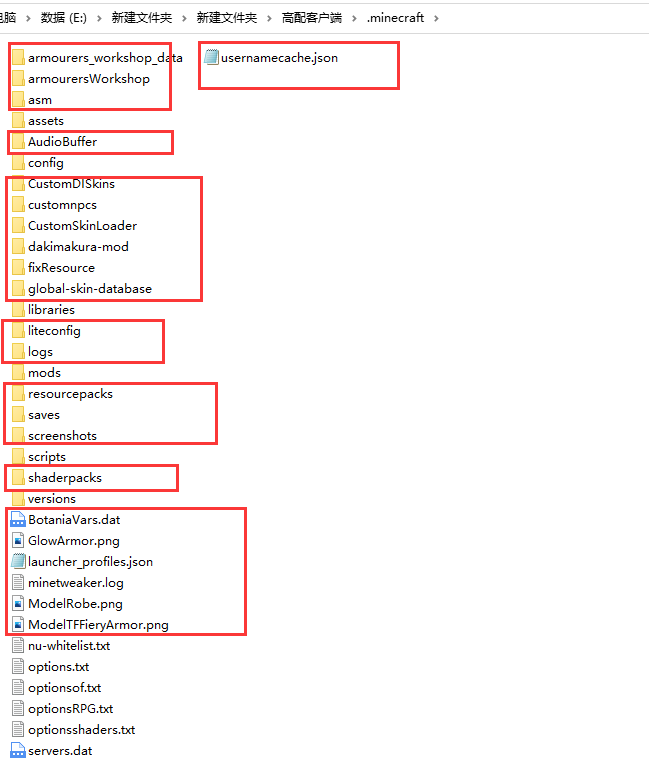 电脑 > 数据 (E:) > 新建文件夹 > 新建文件夹 > 高配客户端 > .minecraft >
armourers_workshop_data
armourersWorkshop
asm
assets
AudioBuffer
config
CustomDISkins
customnpcs
CustomSkinLoader
dakimakura-mod
fixResource
global-skin-database
libraries
liteconfig
logs
mods
resourcepacks
saves
screenshots
scripts
shaderpacks
versions
BotaniaVars.dat
GlowArmor.png
launcher_profiles.json
minetweaker.log
ModelRobe.png
ModelTFFieryArmor.png
nu-whitelist.txt
options.txt
optionsof.txt
optionsRPG.txt
optionsshaders.txt
servers.dat
usernamecache.json